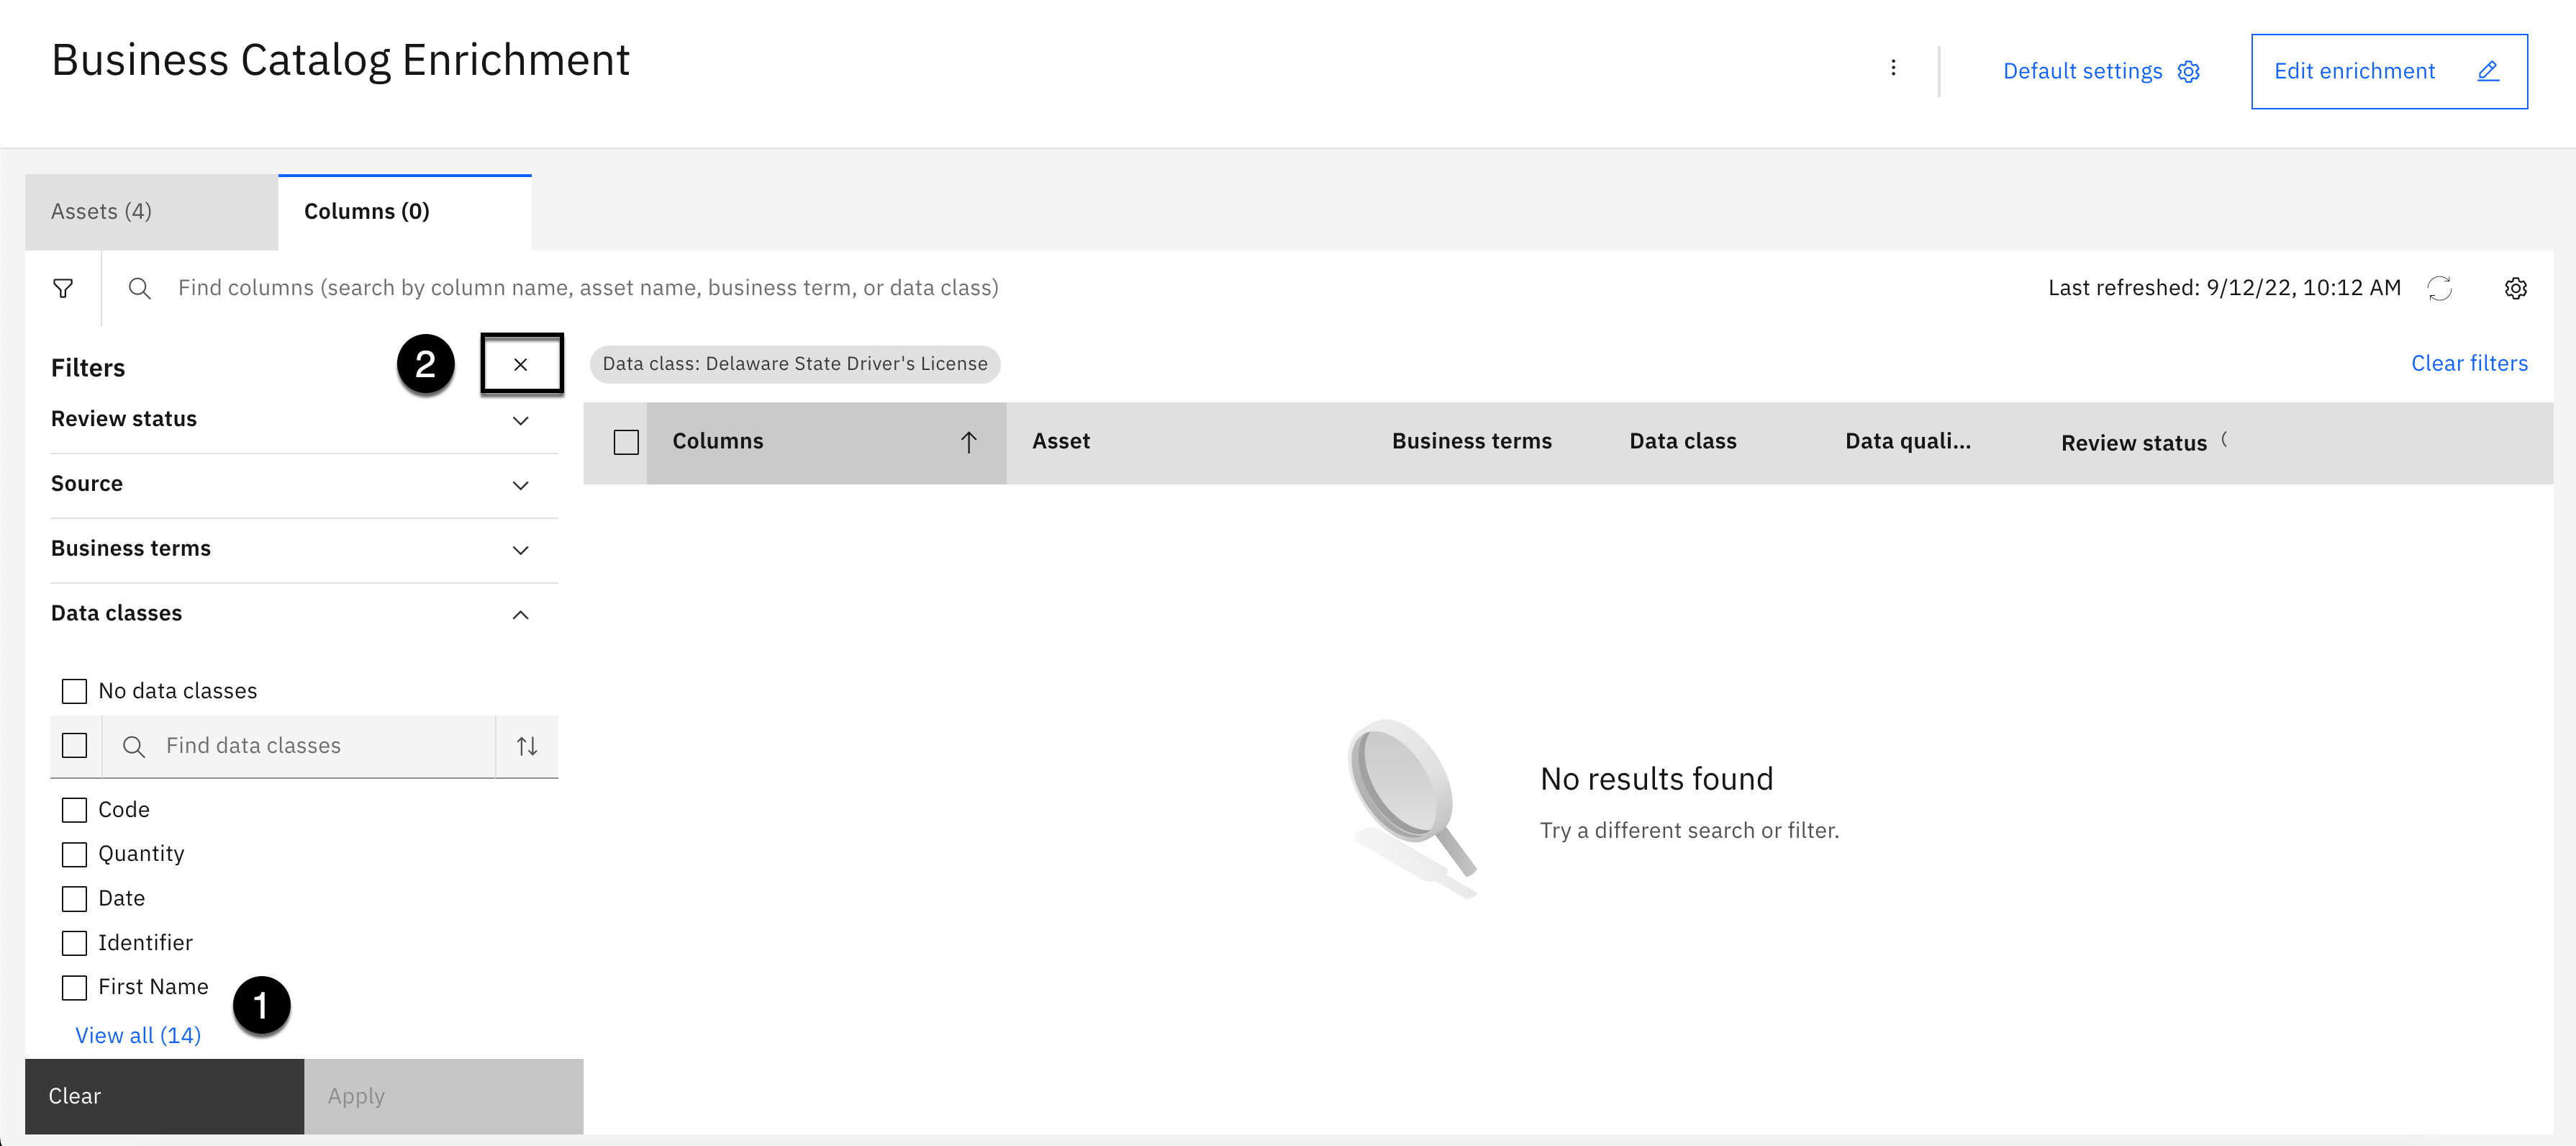 Business Catalog Enrichment
Default settings
Edit enrichment
Assets (4)
Columns (0)
Find columns (search by column name, asset name, business term, or data class)
Last refreshed: 9/12/22, 10:12 AM
Filters
2
Data class: Delaware State Driver's License
Clear filters
Review status
Source
Business terms
Data classes
No data classes
Find data classes
Code
Quantity
Date
Identifier
First Name
1
View all (14)
Clear
Apply
Columns
Asset
Business terms
Data class
Data quali...
Review status
No results found
Try a different search or filter.